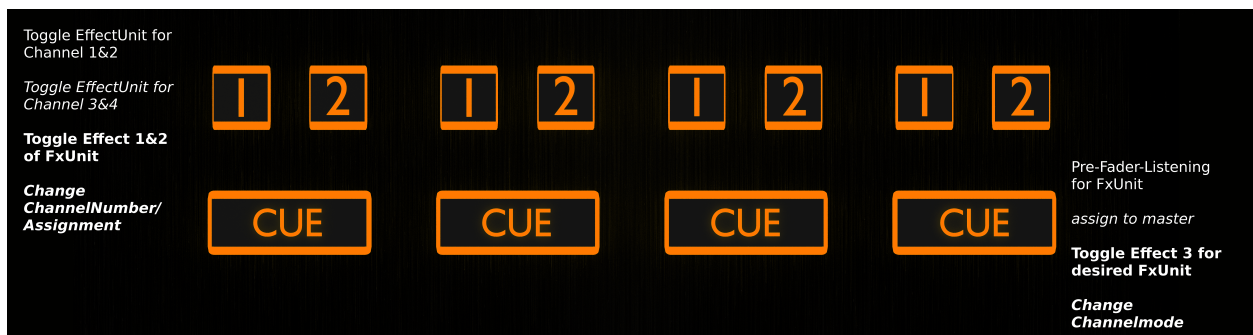 Toggle EffectUnit for
Channel 1&2
Toggle EffectUnit for
Channel 3&4
Toggle Effect 1&2
of FxUnit
Change
ChannelNumber/
Assignment
1 2 1 2 1 2 1 2
CUE CUE CUE CUE
Pre-Fader-Listening
for FxUnit
assign to master
Toggle Effect 3 for
desired FxUnit
Change
Channelmode